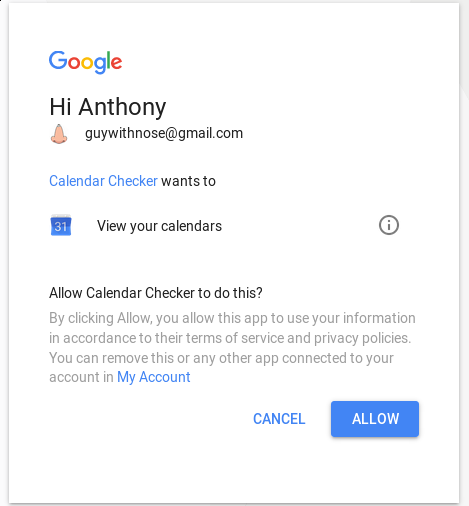 Google
Hi Anthony
guywithnose@gmail.com
Calendar Checker wants to
31 View your calendars
Allow Calendar Checker to do this?
By clicking Allow, you allow this app to use your information
in accordance to their terms of service and privacy policies.
You can remove this or any other app connected to your
account in My Account
CANCEL ALLOW